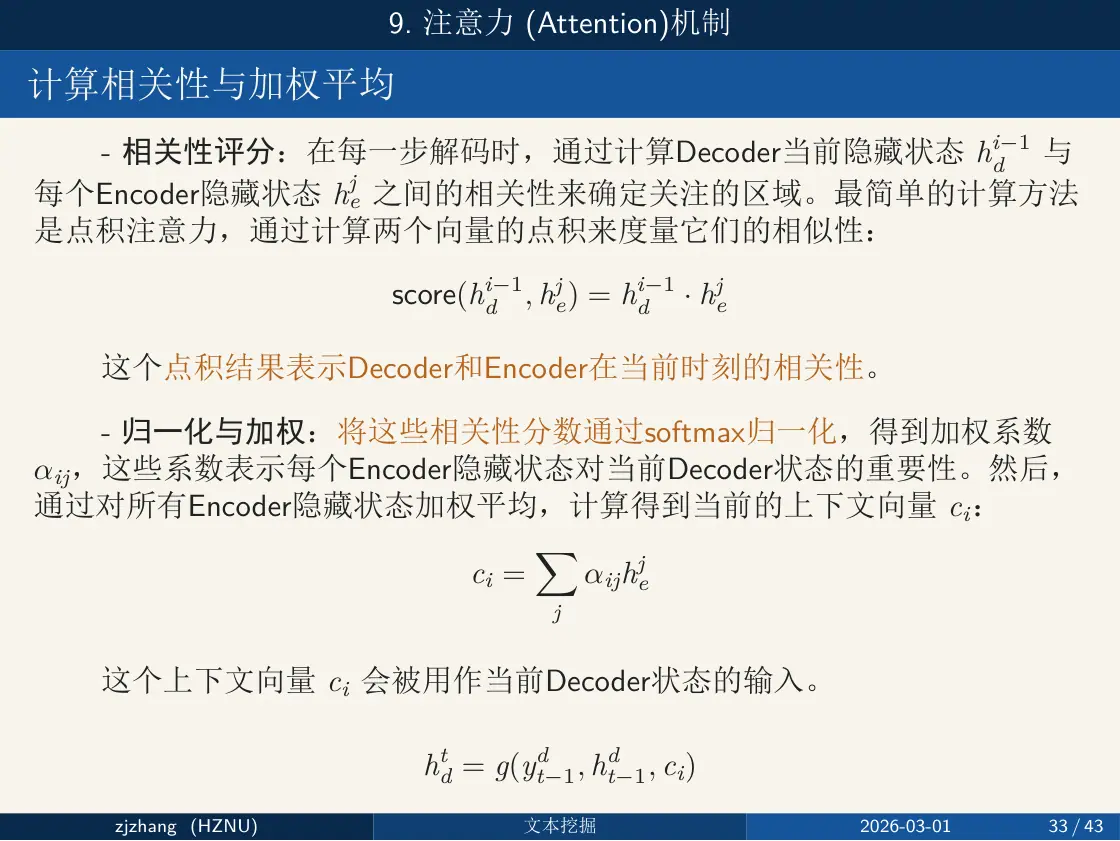 9. 注意力 (Attention)机制
计算相关性与加权平均
- 相关性评分：在每一步解码时，通过计算Decoder当前隐藏状态 $h_d^{i-1}$ 与
每个Encoder隐藏状态 $h_e^j$ 之间的相关性来确定关注的区域。最简单的计算方法
是点积注意力，通过计算两个向量的点积来度量它们的相似性：
$\text{score}(h_d^{i-1}, h_e^j) = h_d^{i-1} \cdot h_e^j$
这个点积结果表示Decoder和Encoder在当前时刻的相关性。
- 归一化与加权：将这些相关性分数通过softmax归一化，得到加权系数
$\alpha_{ij}$，这些系数表示每个Encoder隐藏状态对当前Decoder状态的重要性。然后，
通过对所有Encoder隐藏状态加权平均，计算得到当前的上下文向量 $c_i$：
$c_i = \sum_j \alpha_{ij} h_e^j$
这个上下文向量 $c_i$ 会被用作当前Decoder状态的输入。
$h_d^t = g(y_{t-1}^d, h_{t-1}^d, c_i)$
zjzhang (HZNU) 文本挖掘 2026-03-01 33 / 43